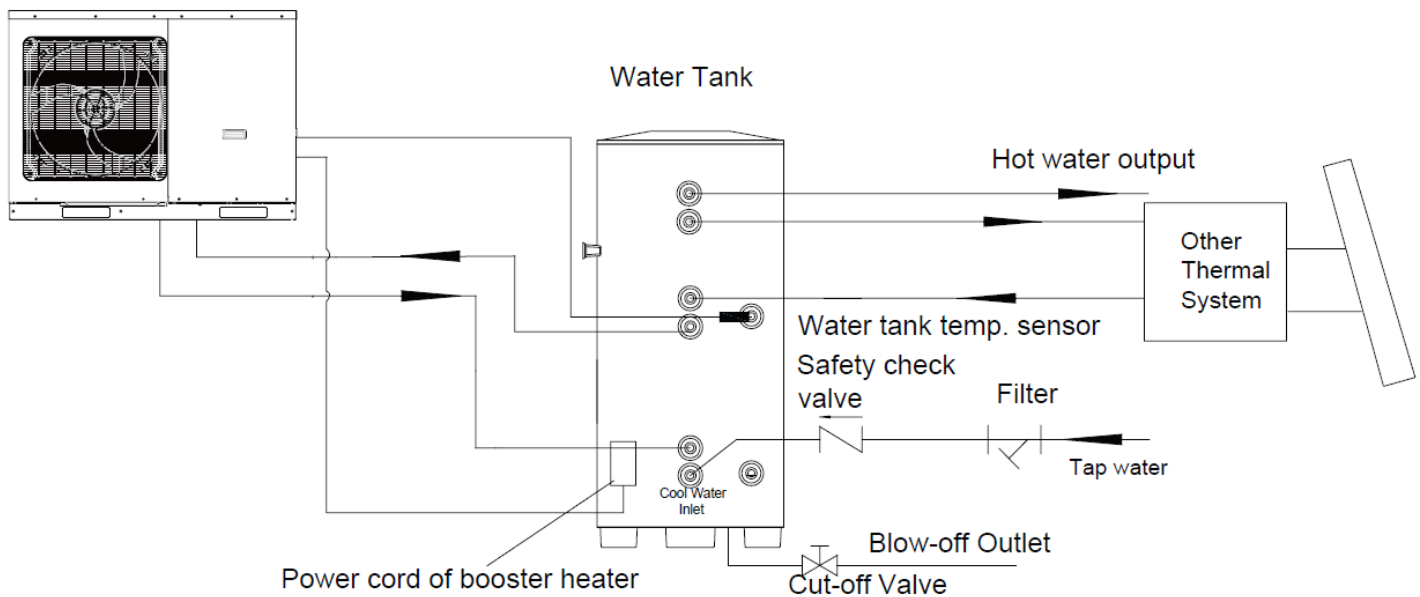 Water Tank
Hot water output
Other
Thermal
System
Water tank temp. sensor
Safety check
valve
Filter
Tap water
Cool Water
Inlet
Blow-off Outlet
Power cord of booster heater
Cut-off Valve